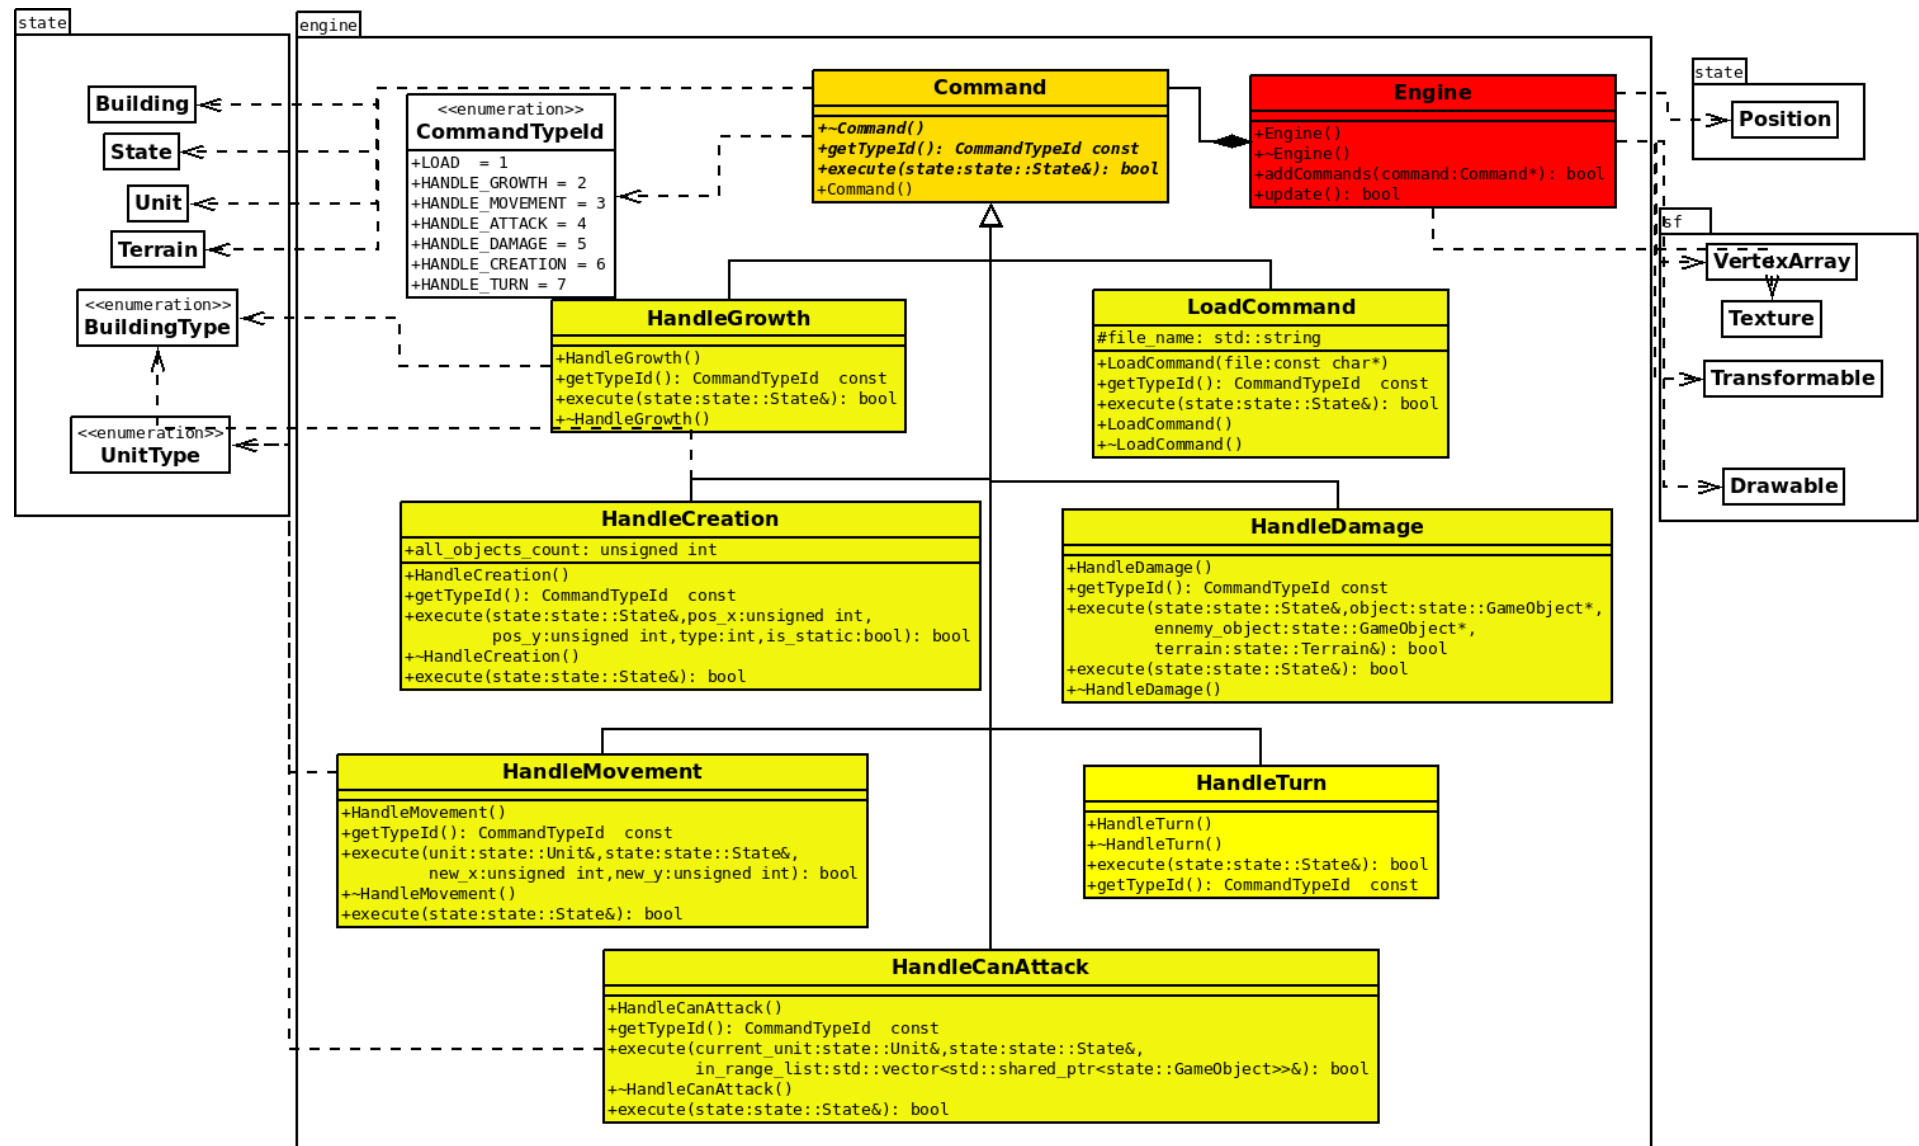 state
Building
State
Unit
Terrain
<<enumeration>>
BuildingType
<<enumeration>>
UnitType
engine
<<enumeration>>
CommandTypeId
+LOAD  = 1
+HANDLE_GROWTH = 2
+HANDLE_MOVEMENT = 3
+HANDLE_ATTACK = 4
+HANDLE_DAMAGE = 5
+HANDLE_CREATION = 6
+HANDLE_TURN = 7
Command
+~Command()
+getTypeId(): CommandTypeId const
+execute(state:state::State&): bool
+Command()
Engine
+Engine()
+~Engine()
+addCommands(command:Command*): bool
+update(): bool
state
Position
sf
VertexArray
Texture
Transformable
Drawable
HandleGrowth
+HandleGrowth()
+getTypeId(): CommandTypeId  const
+execute(state:state::State&): bool
+~HandleGrowth()
LoadCommand
#file_name: std::string
+LoadCommand(file:const char*)
+getTypeId(): CommandTypeId  const
+execute(state:state::State&): bool
+LoadCommand()
+~LoadCommand()
HandleCreation
+all_objects_count: unsigned int
+HandleCreation()
+getTypeId(): CommandTypeId  const
+execute(state:state::State&,pos_x:unsigned int,
pos_y:unsigned int,type:int,is_static:bool): bool
+~HandleCreation()
+execute(state:state::State&): bool
HandleDamage
+HandleDamage()
+getTypeId(): CommandTypeId const
+execute(state:state::State&,object:state::GameObject*,
ennemy_object:state::GameObject*,
terrain:state::Terrain&): bool
+execute(state:state::State&): bool
+~HandleDamage()
HandleMovement
+HandleMovement()
+getTypeId(): CommandTypeId  const
+execute(unit:state::Unit&,state:state::State&,
new_x:unsigned int,new_y:unsigned int): bool
+~HandleMovement()
+execute(state:state::State&): bool
HandleTurn
+HandleTurn()
+~HandleTurn()
+execute(state:state::State&): bool
+getTypeId(): CommandTypeId  const
HandleCanAttack
+HandleCanAttack()
+getTypeId(): CommandTypeId  const
+execute(current_unit:state::Unit&,state:state::State&,
in_range_list:std::vector<std::shared_ptr<state::GameObject>>&): bool
+~HandleCanAttack()
+execute(state:state::State&): bool